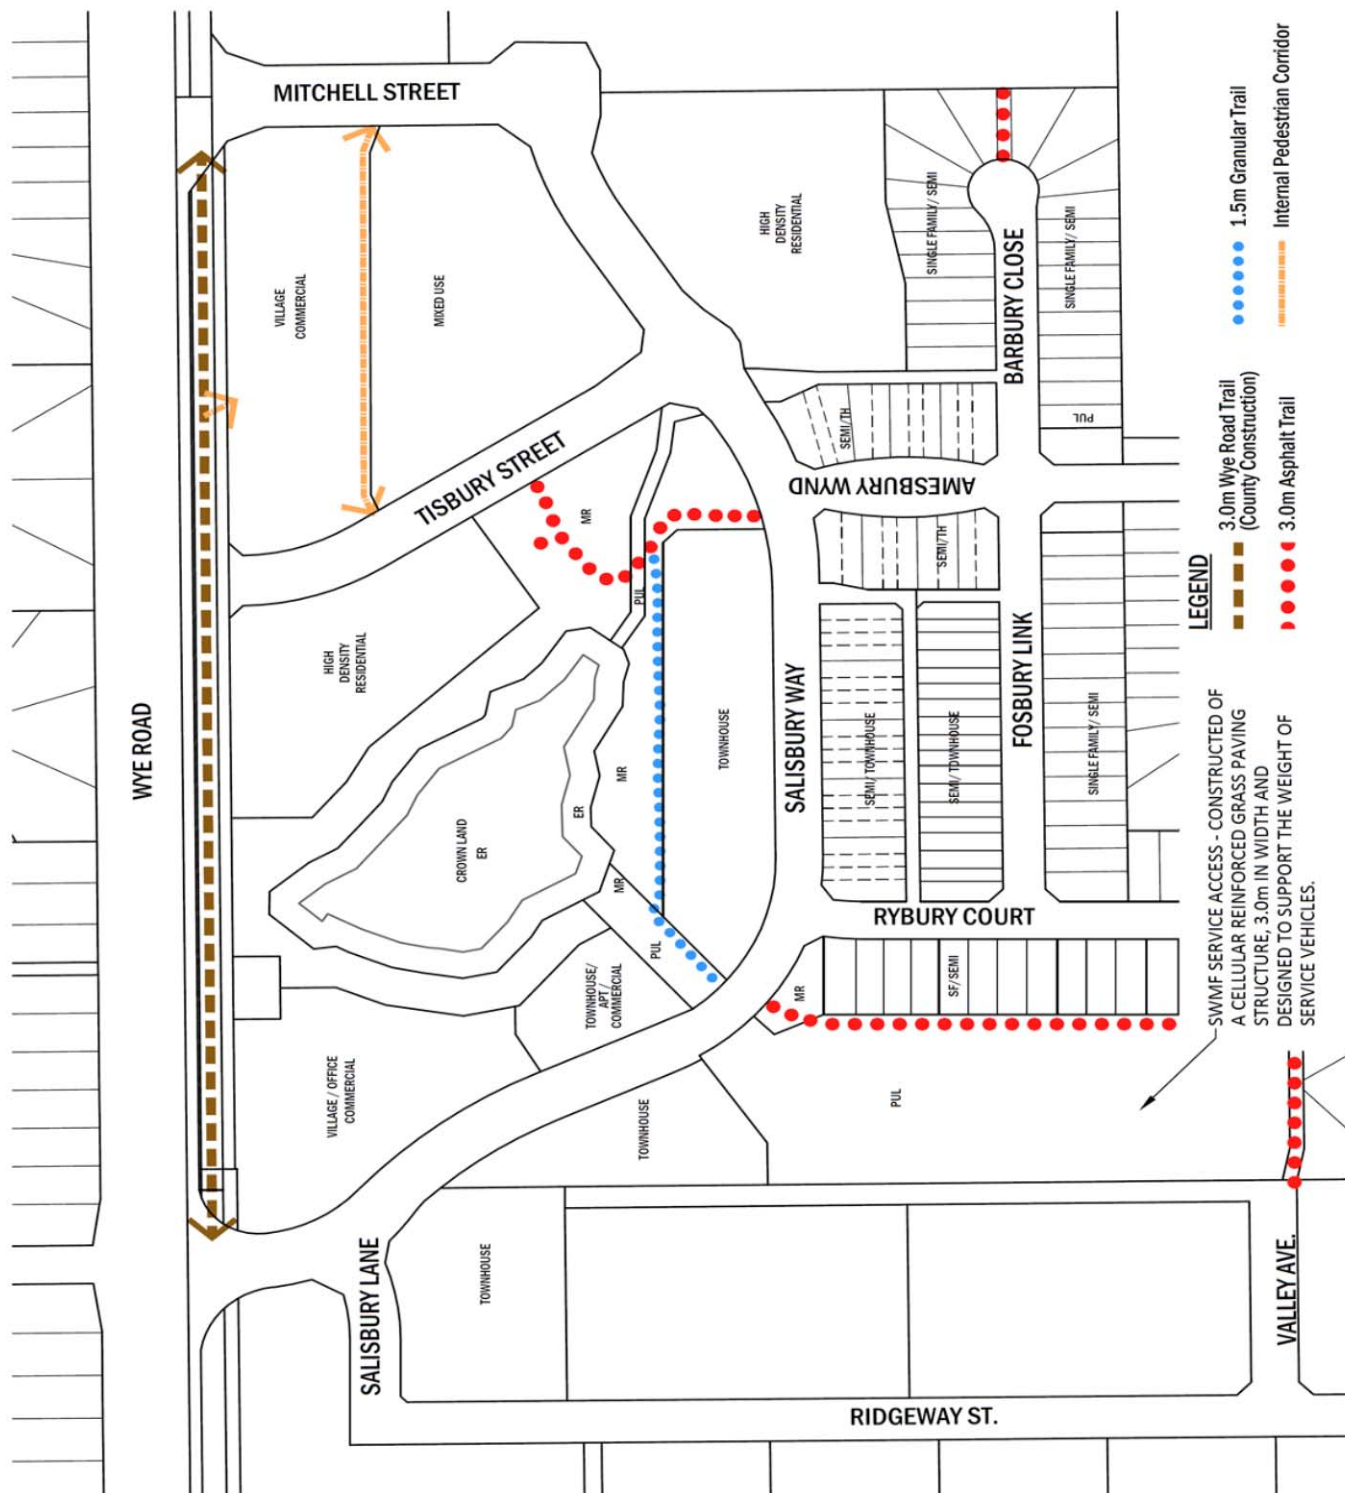 MITCHELL STREET
VILLAGE
COMMERCIAL
MIXED USE
HIGH
DENSITY
RESIDENTIAL
SINGLE FAMILY/ SEMI
BARBURY CLOSE
SINGLE FAMILY/ SEMI
PUL
SEMI/TH
AMESBURY WYND
SEMI/TH
TISBURY STREET
MR
PUL
HIGH
DENSITY
RESIDENTIAL
WYE ROAD
CROWN LAND
ER
ER
MR
MR
PUL
TOWNHOUSE
SALISBURY WAY
SEMI/ TOWNHOUSE
SEMI/ TOWNHOUSE
FOSBURY LINK
SINGLE FAMILY/ SEMI
RYBURY COURT
MR
SF/SEMI
TOWNHOUSE/
APT/
COMMERCIAL
VILLAGE / OFFICE
COMMERCIAL
TOWNHOUSE
PUL
SALISBURY LANE
TOWNHOUSE
RIDGEWAY ST.
VALLEY AVE.
LEGEND
3.0m Wye Road Trail
(County Construction)
3.0m Asphalt Trail
1.5m Granular Trail
Internal Pedestrian Corridor
SWMF SERVICE ACCESS - CONSTRUCTED OF
A CELLULAR REINFORCED GRASS PAVING
STRUCTURE, 3.0m IN WIDTH AND
DESIGNED TO SUPPORT THE WEIGHT OF
SERVICE VEHICLES.